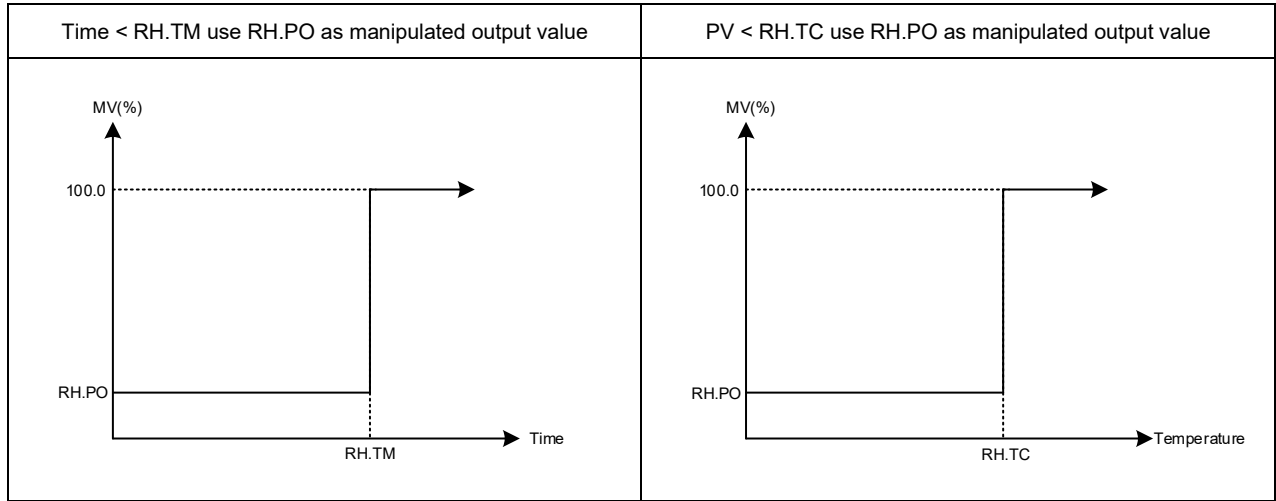 Time < RH.TM use RH.PO as manipulated output value
PV < RH.TC use RH.PO as manipulated output value
MV(%)
100.0
RH.PO
RH.TM
Time
MV(%)
100.0
RH.PO
RH.TC
Temperature